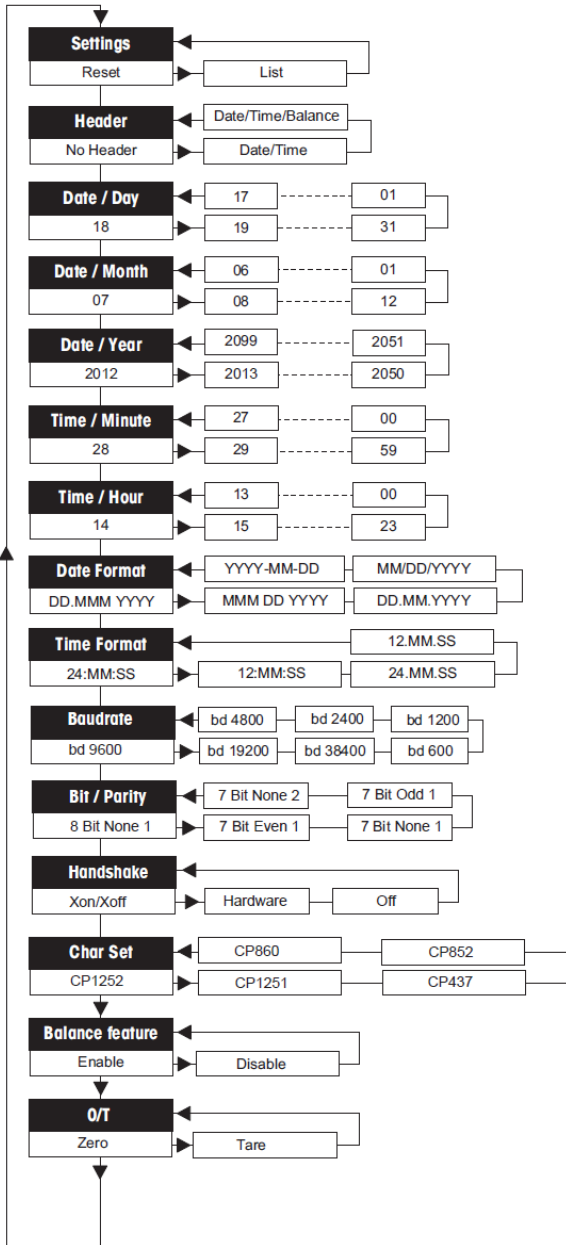 Settings
Reset List
Header Date/Time/Balance
No Header Date/Time
Date / Day 17 01
18 19 31
Date / Month 06 01
07 08 12
Date / Year 2099 2051
2012 2013 2050
Time / Minute 27 00
28 29 59
Time / Hour 13 00
14 15 23
Date Format YYYY-MM-DD MM/DD/YYYY
DD.MMM YYYY MMM DD YYYY DD.MM.YYYY
Time Format 12.MM.SS
24:MM:SS 12:MM:SS 24.MM.SS
Baudrate bd 4800 bd 2400 bd 1200
bd 9600 bd 19200 bd 38400 bd 600
Bit / Parity 7 Bit None 2 7 Bit Odd 1
8 Bit None 1 7 Bit Even 1 7 Bit None 1
Handshake
Xon/Xoff Hardware Off
Char Set CP860 CP852
CP1252 CP1251 CP437
Balance feature
Enable Disable
O/T
Zero Tare